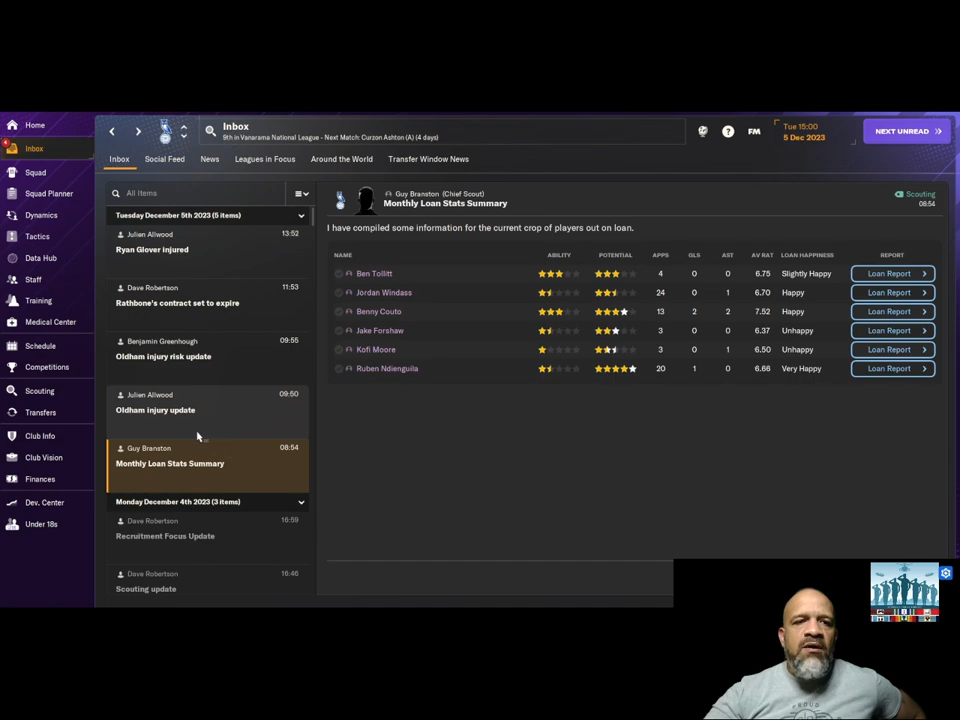 Home
Inbox
Squad
Squad Planner
Dynamics
Tactics
Data Hub
Staff
Training
Medical Center
Schedule
Competitions
Scouting
Transfers
Club Info
Club Vision
Finances
Dev. Center
Under 18s
Inbox
9th in Vanarama National League - Next Match: Curzon Ashton (A) (4 days)
?
FM
Tue 15:00
5 Dec 2023
NEXT UNREAD
Inbox Social Feed News Leagues in Focus Around the World Transfer Window News
All Items
Tuesday December 5th 2023 (5 items)
Julien Allwood 13:52
Ryan Glover injured
Dave Robertson 11:53
Rathbone's contract set to expire
Benjamin Greenhough 09:55
Oldham injury risk update
Julien Allwood 09:50
Oldham injury update
Guy Branston 08:54
Monthly Loan Stats Summary
Monday December 4th 2023 (3 items)
Dave Robertson 16:59
Recruitment Focus Update
Dave Robertson 16:46
Scouting update
Guy Branston (Chief Scout)
Monthly Loan Stats Summary
Scouting
08:54
I have compiled some information for the current crop of players out on loan.
NAME ABILITY POTENTIAL APPS GLS AST AV RAT LOAN HAPPINESS REPORT
Ben Tollitt 4 0 0 6.75 Slightly Happy Loan Report
Jordan Windass 24 0 1 6.70 Happy Loan Report
Benny Couto 13 2 2 7.52 Happy Loan Report
Jake Forshaw 3 0 0 6.37 Unhappy Loan Report
Kofi Moore 3 0 1 6.50 Unhappy Loan Report
Ruben Ndienguila 20 1 0 6.66 Very Happy Loan Report
PROUD